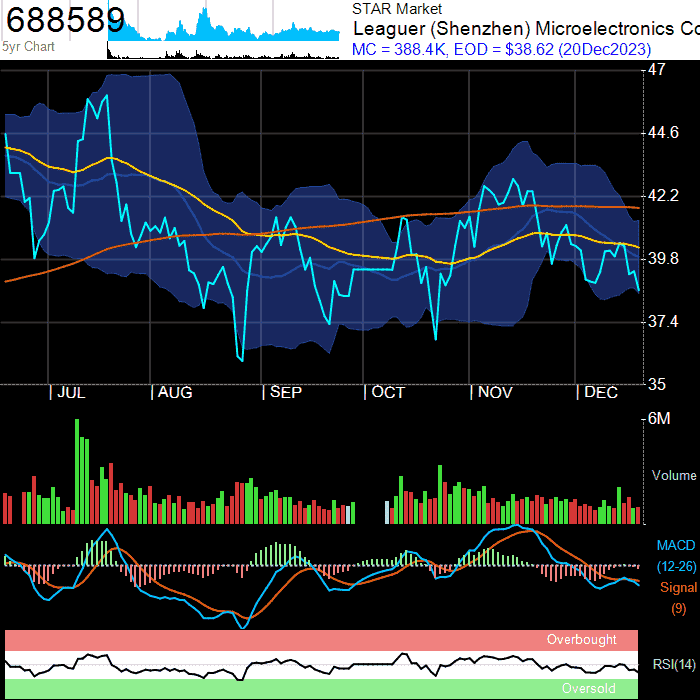 688589
5yr Chart
STAR Market
Leaguer (Shenzhen) Microelectronics Co
MC = 388.4K, EOD = $38.62 (20Dec2023)
47
44.6
42.2
39.8
37.4
35
| JUL | AUG | SEP | OCT | NOV | DEC
6M
Volume
MACD
(12-26)
Signal
(9)
Overbought
RSI(14)
Oversold